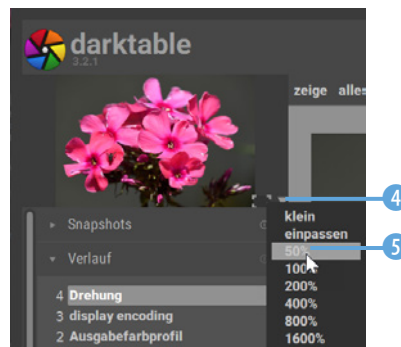 darktable
3.2.1
zeige alles
4
klein
einpassen
50%
5
100%
200%
400%
800%
1600%
Snapshots
Verlauf
4 Drehung
3 display encoding
2 Ausgabefarbprofil